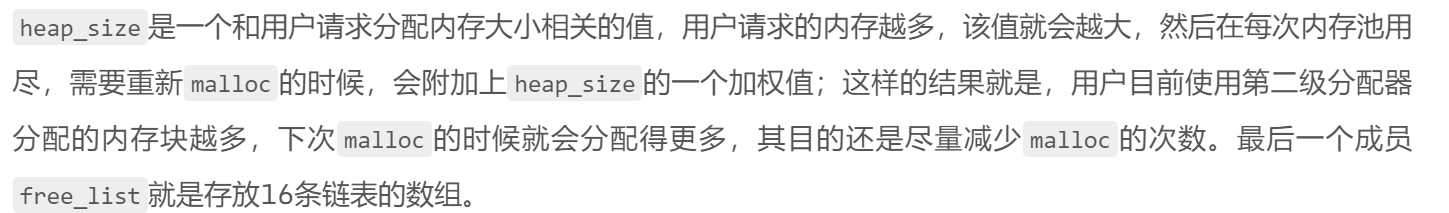 heap_size是一个和用户请求分配内存大小相关的值，用户请求的内存越多，该值就会越大，然后在每次内存池用
尽，需要重新malloc的时候，会附加上heap_size的一个加权值；这样的结果就是，用户目前使用第二级分配器
分配的内存块越多，下次malloc的时候就会分配得更多，其目的还是尽量减少malloc的次数。最后一个成员
free_list就是存放16条链表的数组。